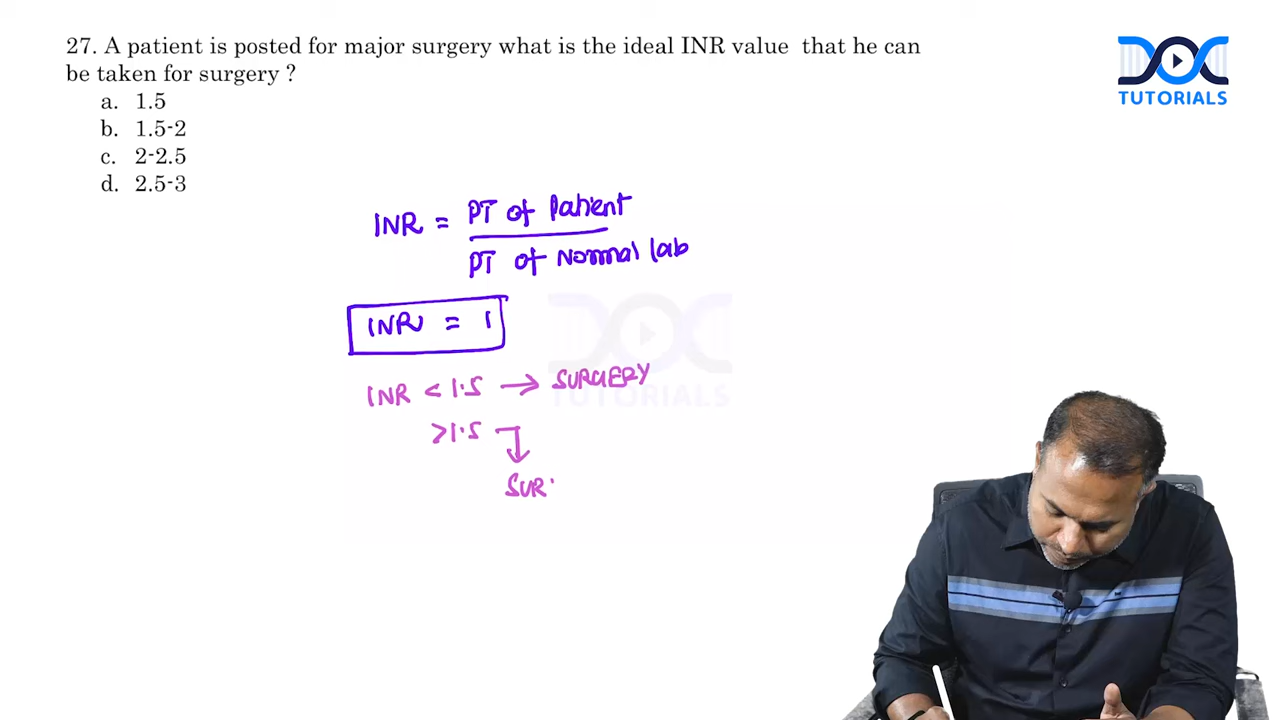 27. A patient is posted for major surgery what is the ideal INR value that he can
be taken for surgery ?
a. 1.5
b. 1.5-2
c. 2-2.5
d. 2.5-3
TUTORIALS
INR = PT of Patient
PT of Normal lab
INR = 1
INR < 1.5 → SURGERY
>1.5
SUR
TUTORIALS